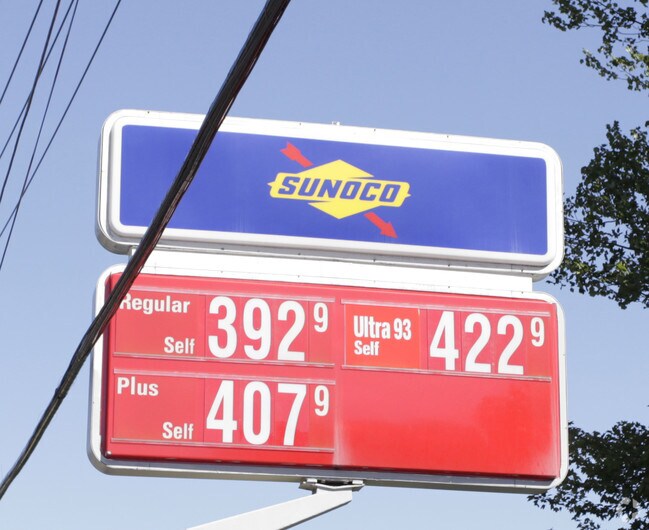 SUNOCO
Regular
Self
392 9
Ultra 93
Self
422 9
Plus
Self
407 9